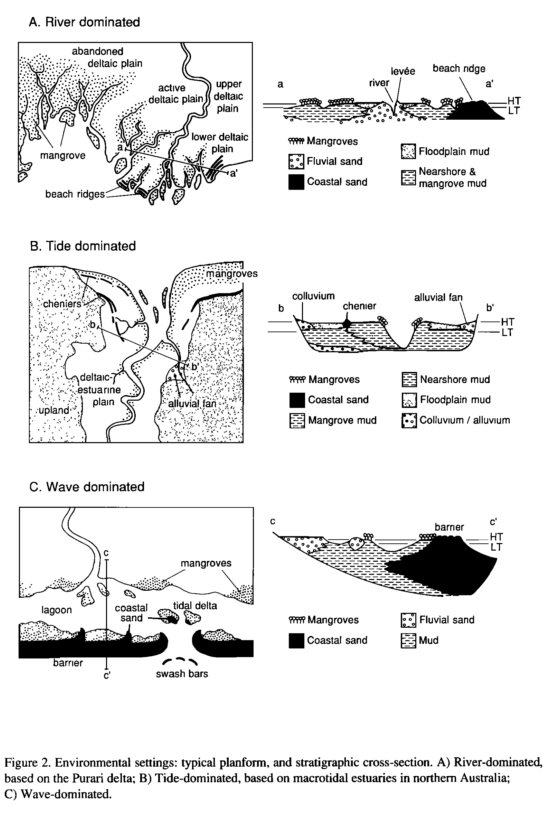 A. River dominated
abandoned
deltaic plain
active
deltaic plain
upper
deltaic
plain
lower deltaic
plain
mangrove
a
a'
beach ridges
a
river
levée
beach ridge
a'
HT
LT
Mangroves
Fluvial sand
Coastal sand
Floodplain mud
Nearshore &
mangrove mud
B. Tide dominated
mangroves
cheniers
b
b'
deltaic-
estuarine
plain
upland
alluvial fan
b
colluvium
chenier
alluvial fan
b'
HT
LT
Mangroves
Coastal sand
Mangrove mud
Nearshore mud
Floodplain mud
Colluvium / alluvium
C. Wave dominated
c
mangroves
lagoon
coastal
sand
tidal delta
barrier
c'
swash bars
c
barrier
c'
HT
LT
Mangroves
Coastal sand
Fluvial sand
Mud
Figure 2. Environmental settings: typical planform, and stratigraphic cross-section. A) River-dominated,
based on the Purari delta; B) Tide-dominated, based on macrotidal estuaries in northern Australia;
C) Wave-dominated.